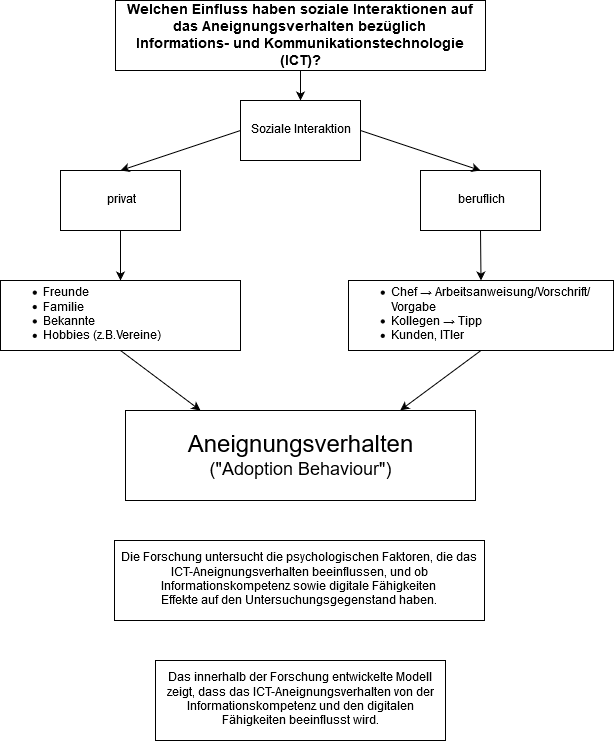 Welchen Einfluss haben soziale Interaktionen auf
das Aneignungsverhalten bezüglich
Informations- und Kommunikationstechnologie
(ICT)?
Soziale Interaktion
privat
beruflich
• Freunde
• Familie
• Bekannte
• Hobbies (z.B.Vereine)
• Chef → Arbeitsanweisung/Vorschrift/
Vorgabe
• Kollegen → Tipp
• Kunden, ITler
Aneignungsverhalten
("Adoption Behaviour")
Die Forschung untersucht die psychologischen Faktoren, die das
ICT-Aneignungsverhalten beeinflussen, und ob
Informationskompetenz sowie digitale Fähigkeiten
Effekte auf den Untersuchungsgegenstand haben.
Das innerhalb der Forschung entwickelte Modell
zeigt, dass das ICT-Aneignungsverhalten von der
Informationskompetenz und den digitalen
Fähigkeiten beeinflusst wird.